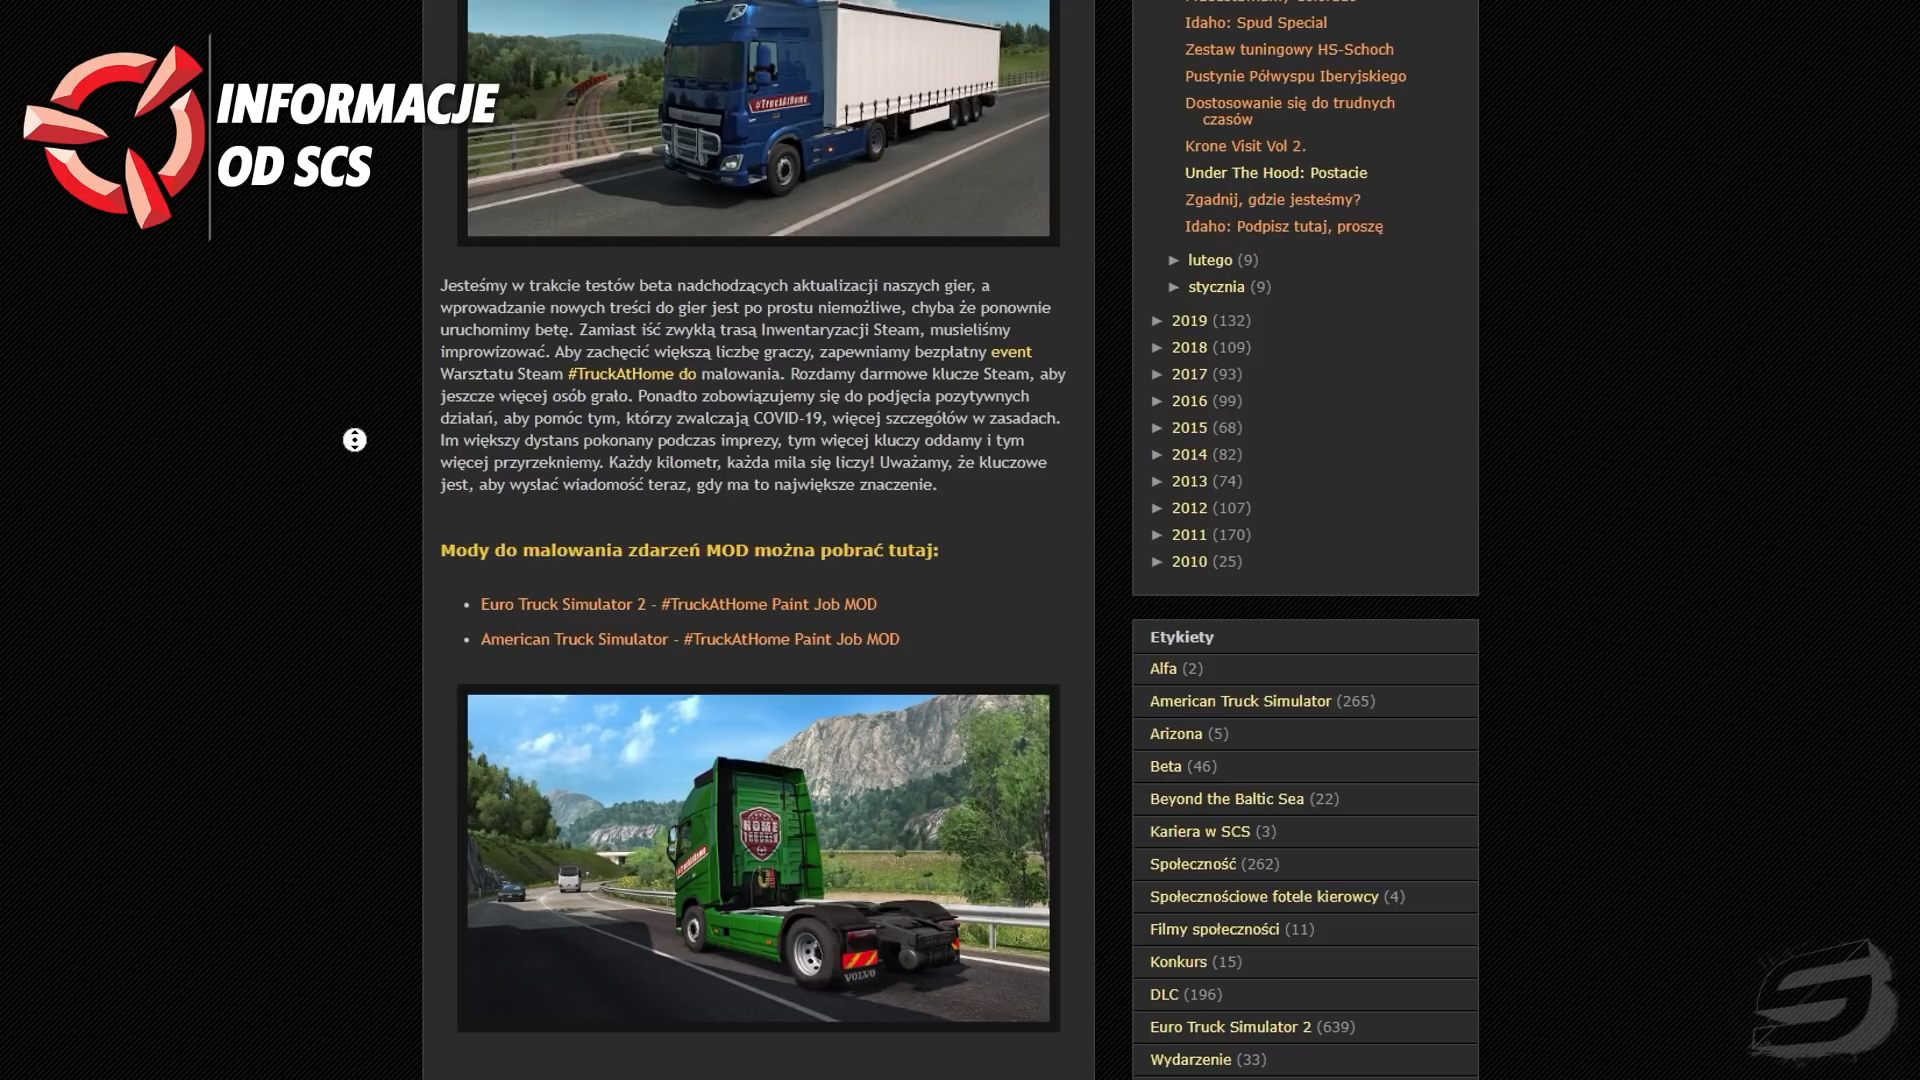 INFORMACJE
OD SCS
#TruckAtHome
Jesteśmy w trakcie testów beta nadchodzących aktualizacji naszych gier, a
wprowadzanie nowych treści do gier jest po prostu niemożliwe, chyba że ponownie
uruchomimy betę. Zamiast iść zwykłą trasą Inwentaryzacji Steam, musieliśmy
improwizować. Aby zachęcić większą liczbę graczy, zapewniamy bezpłatny event
Warsztatu Steam #TruckAtHome do malowania. Rozdamy darmowe klucze Steam, aby
jeszcze więcej osób grało. Ponadto zobowiązujemy się do podjęcia pozytywnych
działań, aby pomóc tym, którzy zwalczają COVID-19, więcej szczegółów w zasadach.
Im większy dystans pokonany podczas imprezy, tym więcej kluczy oddamy i tym
więcej przyrzekniemy. Każdy kilometr, każda mila się liczy! Uważamy, że kluczowe
jest, aby wysłać wiadomość teraz, gdy ma to największe znaczenie.
Mody do malowania zdarzeń MOD można pobrać tutaj:
• Euro Truck Simulator 2 - #TruckAtHome Paint Job MOD
• American Truck Simulator - #TruckAtHome Paint Job MOD
HOME
TRUCKER
#TruckAtHome
VOLVO
Idaho: Spud Special
Zestaw tuningowy HS-Schoch
Pustynie Półwyspu Iberyjskiego
Dostosowanie się do trudnych
czasów
Krone Visit Vol 2.
Under The Hood: Postacie
Zgadnij, gdzie jesteśmy?
Idaho: Podpisz tutaj, proszę
► lutego (9)
► stycznia (9)
► 2019 (132)
► 2018 (109)
► 2017 (93)
► 2016 (99)
► 2015 (68)
► 2014 (82)
► 2013 (74)
► 2012 (107)
► 2011 (170)
► 2010 (25)
Etykiety
Alfa (2)
American Truck Simulator (265)
Arizona (5)
Beta (46)
Beyond the Baltic Sea (22)
Kariera w SCS (3)
Społeczność (262)
Społecznościowe fotele kierowcy (4)
Filmy społeczności (11)
Konkurs (15)
DLC (196)
Euro Truck Simulator 2 (639)
Wydarzenie (33)